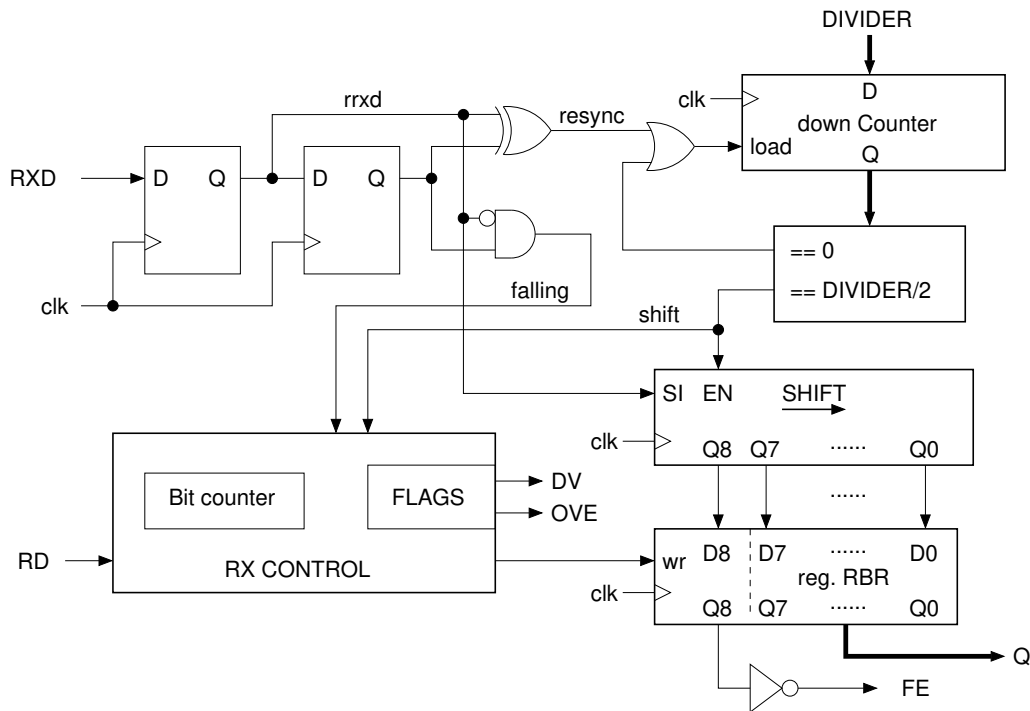 DIVIDER
rrxd
clk
D
resync
down Counter
load
Q
RXD
D Q
D Q
== 0
clk
falling
== DIVIDER/2
shift
SI EN SHIFT
clk
Q8 Q7 ...... Q0
Bit counter
FLAGS
DV
......
OVE
RD
RX CONTROL
wr
D8 D7 ...... D0
reg. RBR
clk
Q8 Q7 ...... Q0
Q
FE